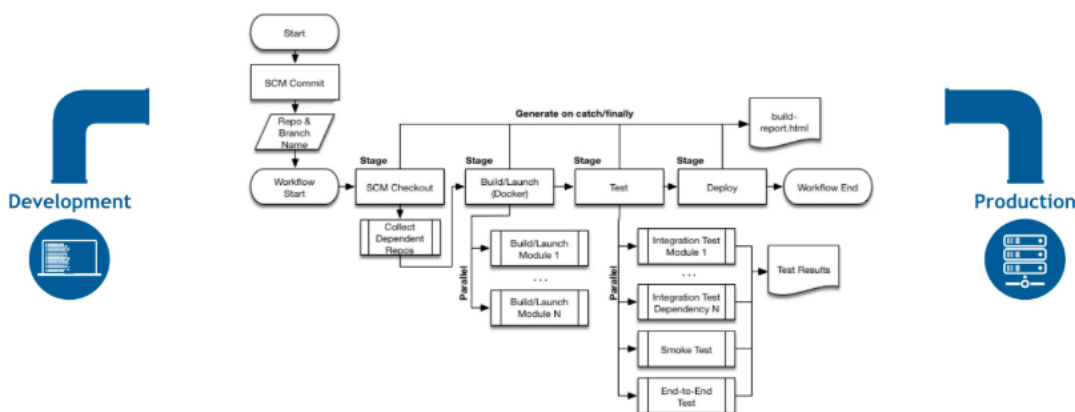 Start
SCM Commit
Repo &
Branch
Name
Generate on catch/finally
build-
report.html
Stage
Stage
Stage
Stage
Workflow
Start
SCM Checkout
Build/Launch
(Docker)
Test
Deploy
Workflow End
Development
Production
Collect
Dependent
Repos
Parallel
Build/Launch
Module 1
...
Build/Launch
Module N
Parallel
Integration Test
Module 1
...
Integration Test
Dependency N
Smoke Test
End-to-End
Test
Test Results